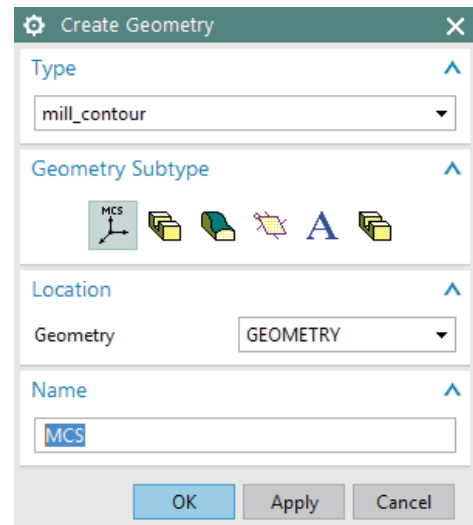 Create Geometry
Type
mill_contour
Geometry Subtype
MCS
A
Location
Geometry GEOMETRY
Name
MCS
OK Apply Cancel